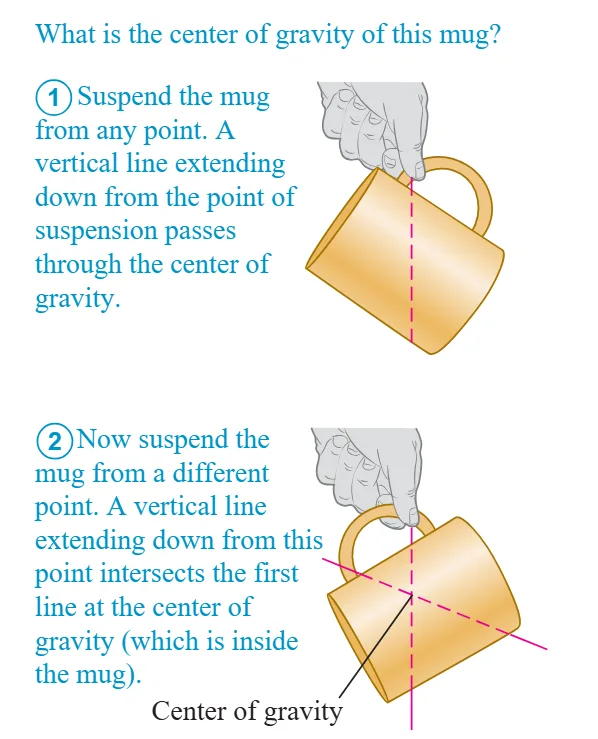 What is the center of gravity of this mug?
1 Suspend the mug
from any point. A
vertical line extending
down from the point of
suspension passes
through the center of
gravity.
2 Now suspend the
mug from a different
point. A vertical line
extending down from this
point intersects the first
line at the center of
gravity (which is inside
the mug).
Center of gravity